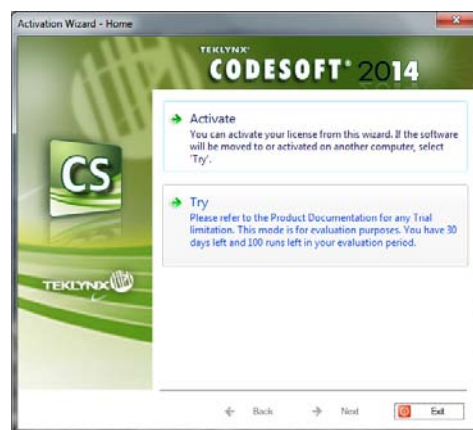 Activation Wizard - Home
TEKLYNX
CODESOFT® 2014
Activate
You can activate your license from this wizard. If the software
will be moved to or activated on another computer, select
'Try'.
CS
Try
Please refer to the Product Documentation for any Trial
limitation. This mode is for evaluation purposes. You have 30
days left and 100 runs left in your evaluation period.
TEKLYNX
Back
Next
Exit